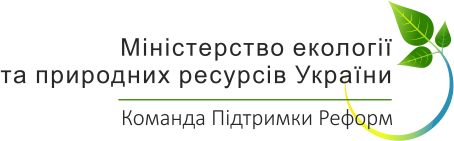 Міністерство екології
та природних ресурсів України
Команда Підтримки Реформ